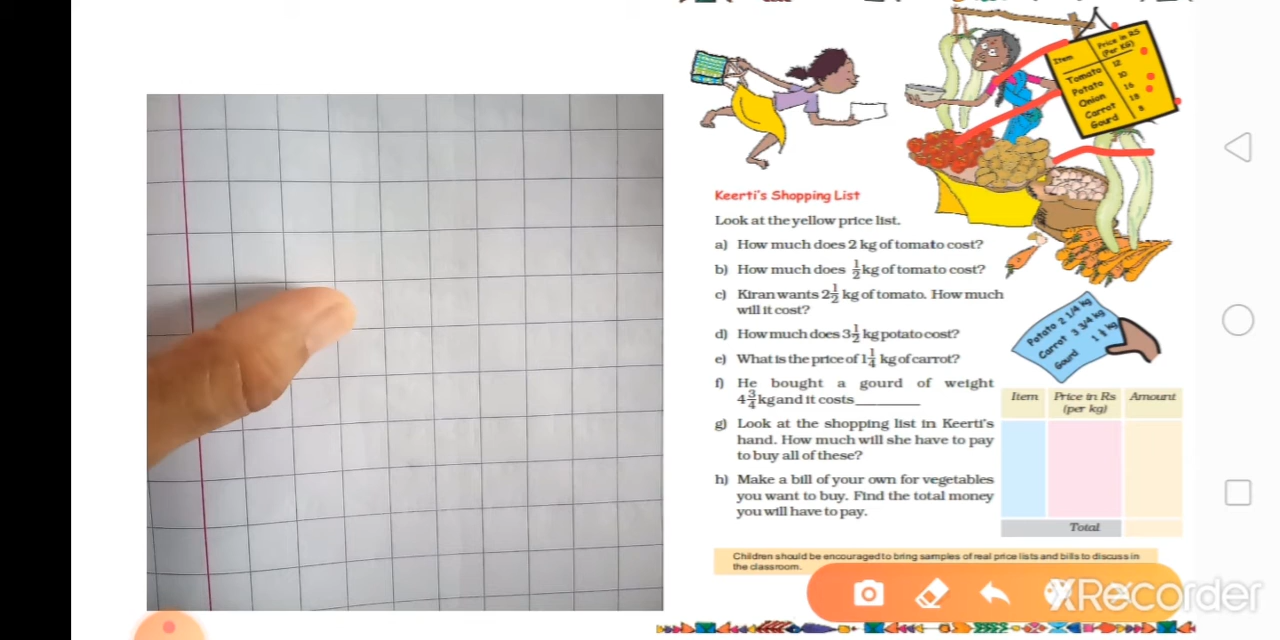 Item Price in RS
(Per KG)
Tomato 12
Potato 10
Onion 16
Carrot 18
Gourd 8
Keerti's Shopping List
Look at the yellow price list.
a) How much does 2 kg of tomato cost?
b) How much does 1/2 kg of tomato cost?
c) Kiran wants 2 1/2 kg of tomato. How much
will it cost?
d) How much does 3 1/2 kg potato cost?
e) What is the price of 1 1/4 kg of carrot?
f) He bought a gourd of weight
4 3/4 kg and it costs________
g) Look at the shopping list in Keerti's
hand. How much will she have to pay
to buy all of these?
h) Make a bill of your own for vegetables
you want to buy. Find the total money
you will have to pay.
Potato 2 1/4 kg
Carrot 3 3/4 kg
Gourd 1 kg
Item Price in Rs Amount
(per kg)
Total
Children should be encouraged to bring samples of real price lists and bills to discuss in
the classroom.
XRecorder